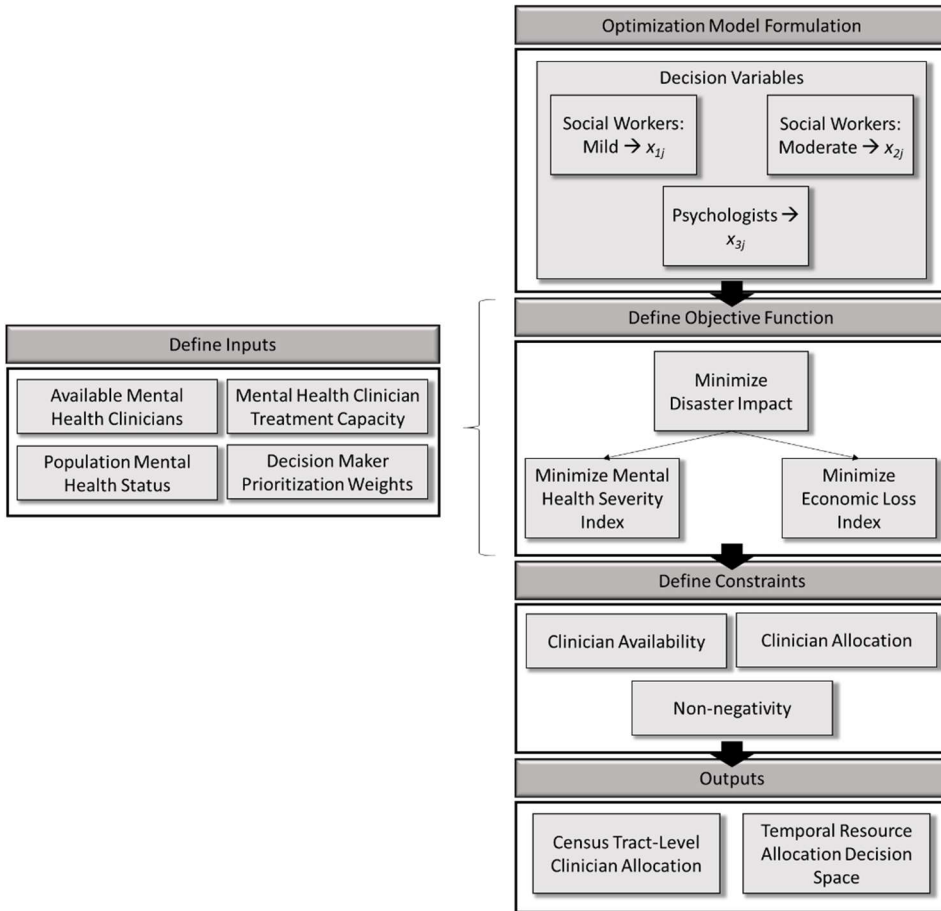 Optimization Model Formulation
Decision Variables
Social Workers:
Mild → x1j
Social Workers:
Moderate → x2j
Psychologists →
x3j
Define Objective Function
Minimize
Disaster Impact
Minimize Mental
Health Severity
Index
Minimize
Economic Loss
Index
Define Inputs
Available Mental
Health Clinicians
Mental Health Clinician
Treatment Capacity
Population Mental
Health Status
Decision Maker
Prioritization Weights
Define Constraints
Clinician Availability
Clinician Allocation
Non-negativity
Outputs
Census Tract-Level
Clinician Allocation
Temporal Resource
Allocation Decision
Space